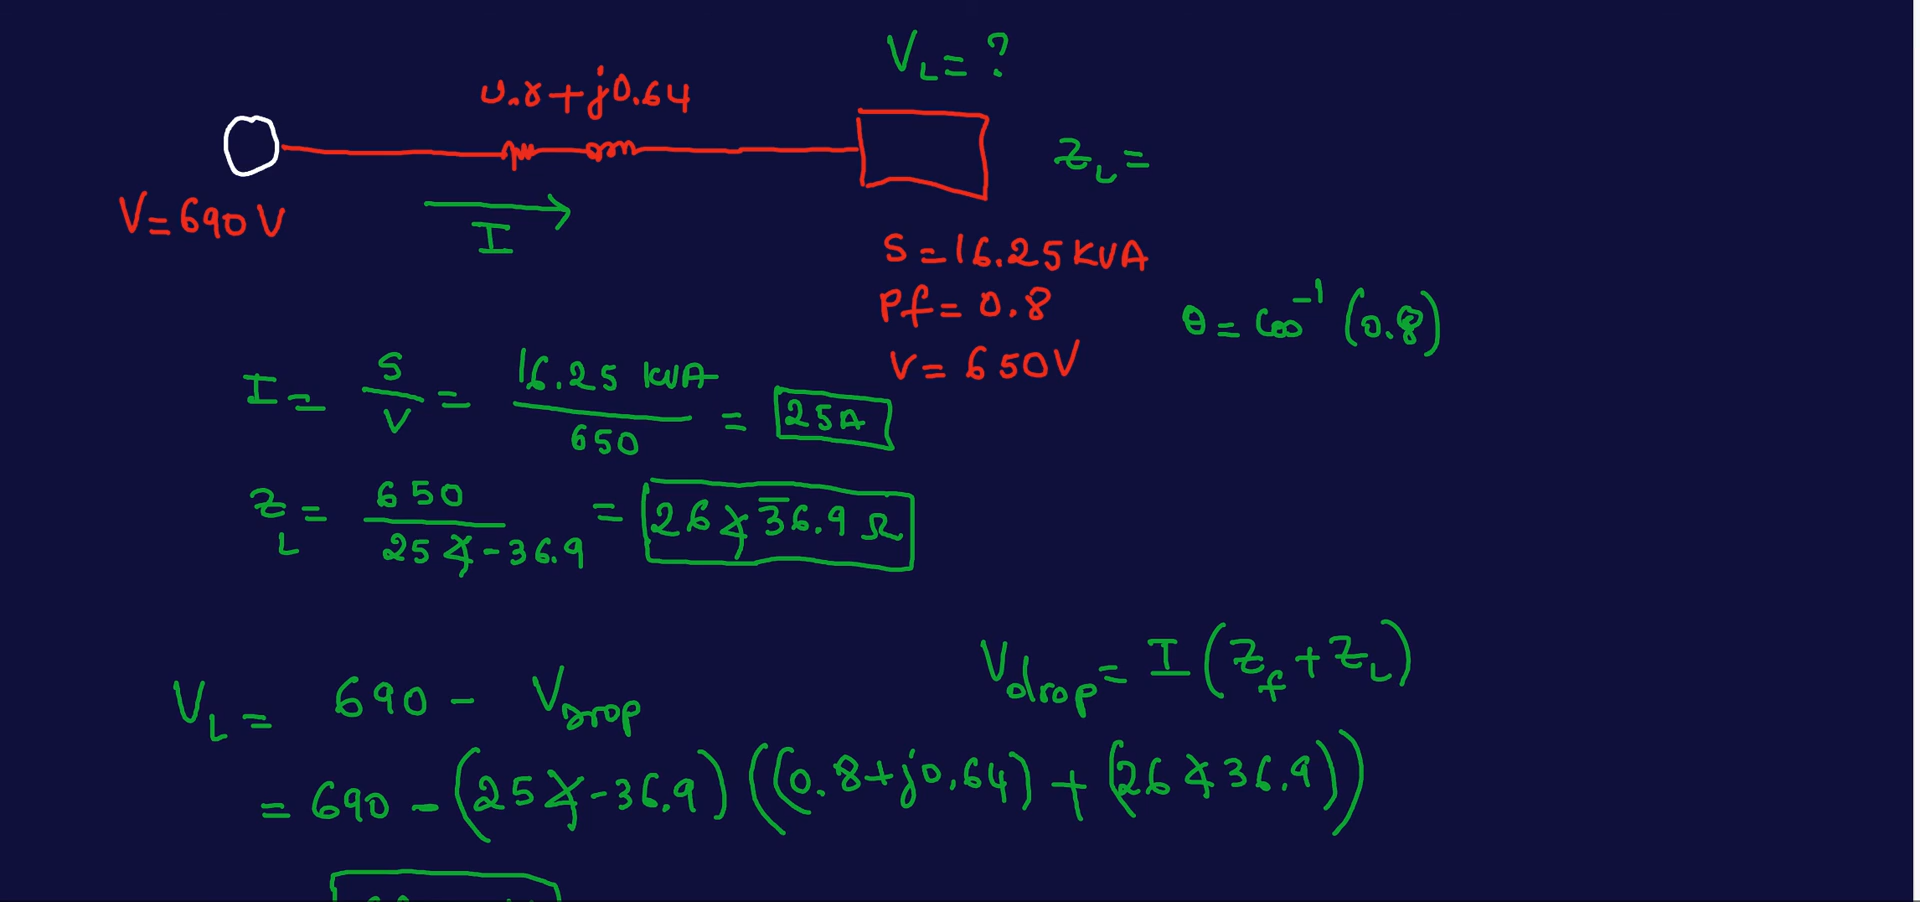 V_L = ?
0.8 + j0.64
Z_L =
V = 690 V
I
S = 16.25 KVA
Pf = 0.8
θ = cos⁻¹ (0.8)
V = 650V
I = S/V = 16.25 KVA / 650 = 25A
Z_L = 650 / 25∠-36.9 = 26∠36.9 Ω
V_drop = I (Z_f + Z_L)
V_L = 690 - V_drop
= 690 - (25∠-36.9) ((0.8+j0.64) + (26∠36.9))